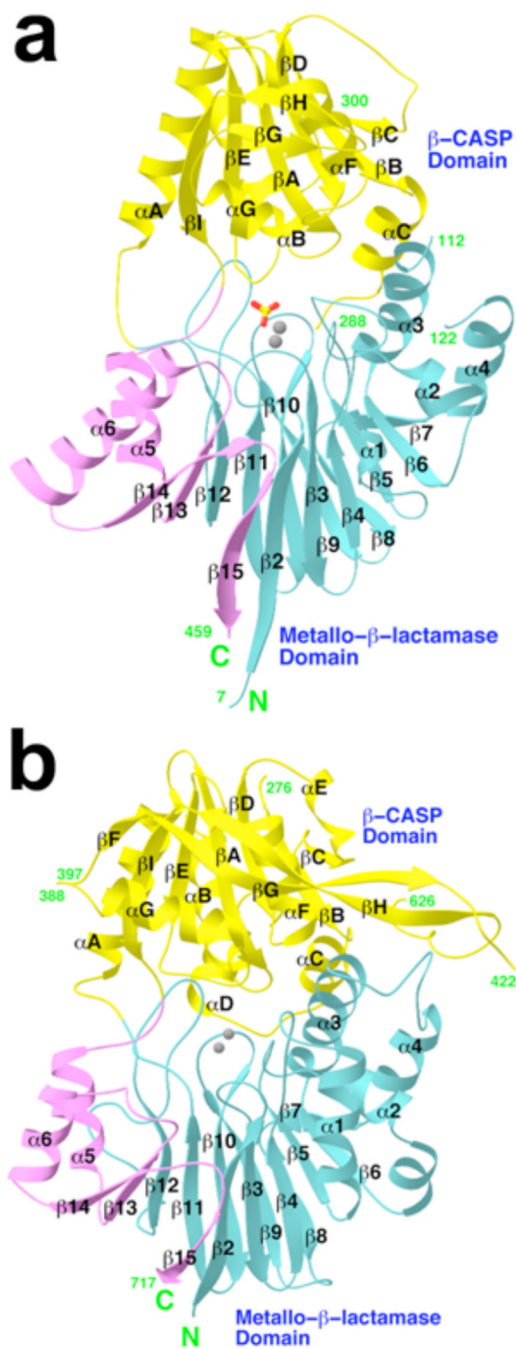 a
βD
βH
300
βG
βC
β-CASP
Domain
βE
αF
βB
βA
αA
αG
βI
αB
αC
112
288
α3
122
α4
α6
β10
α2
α5
β7
β11
α1
β6
β14
β12
β3
β5
β13
β4
β2
β9
β8
β15
459
C
Metallo-β-lactamase
Domain
7
N
b
276
αE
βD
β-CASP
Domain
βF
βA
βC
397
βI
βE
388
αB
βG
αG
αF
βB
βH
626
αA
αC
422
αD
α3
α4
α6
β7
α1
α2
β10
α5
β5
β6
β12
β3
β14
β13
β11
β4
β15
β2
β9
β8
717
C
N
Metallo-β-lactamase
Domain